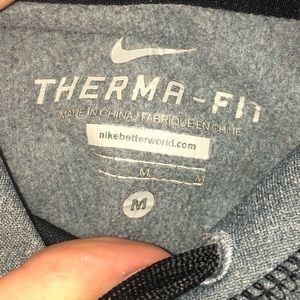 THERMA-FIT
MADE IN CHINA / FABRIQUÉ EN CHINE
nikebetterworld.com
M M
M